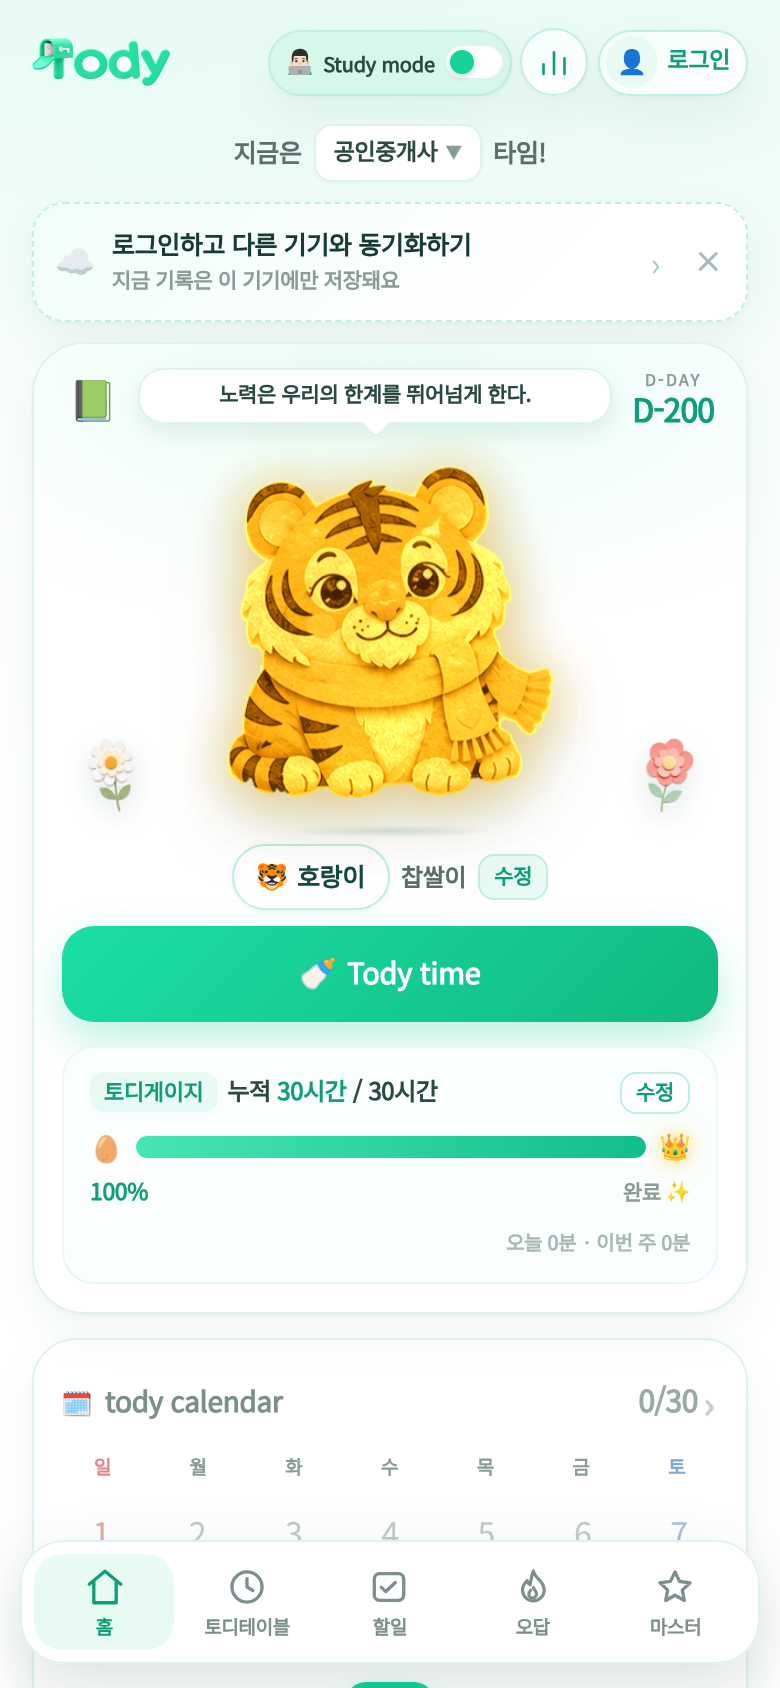 Tody
Study mode
로그인
지금은 공인중개사 ▼ 타임!
로그인하고 다른 기기와 동기화하기
지금 기록은 이 기기에만 저장돼요
노력은 우리의 한계를 뛰어넘게 한다.
D-DAY
D-200
호랑이 찹쌀이 수정
Tody time
토디게이지 누적 30시간 / 30시간 수정
100% 완료
오늘 0분 · 이번 주 0분
tody calendar 0/30
일 월 화 수 목 금 토
1 2 3 4 5 6 7
홈 토디테이블 할일 오답 마스터